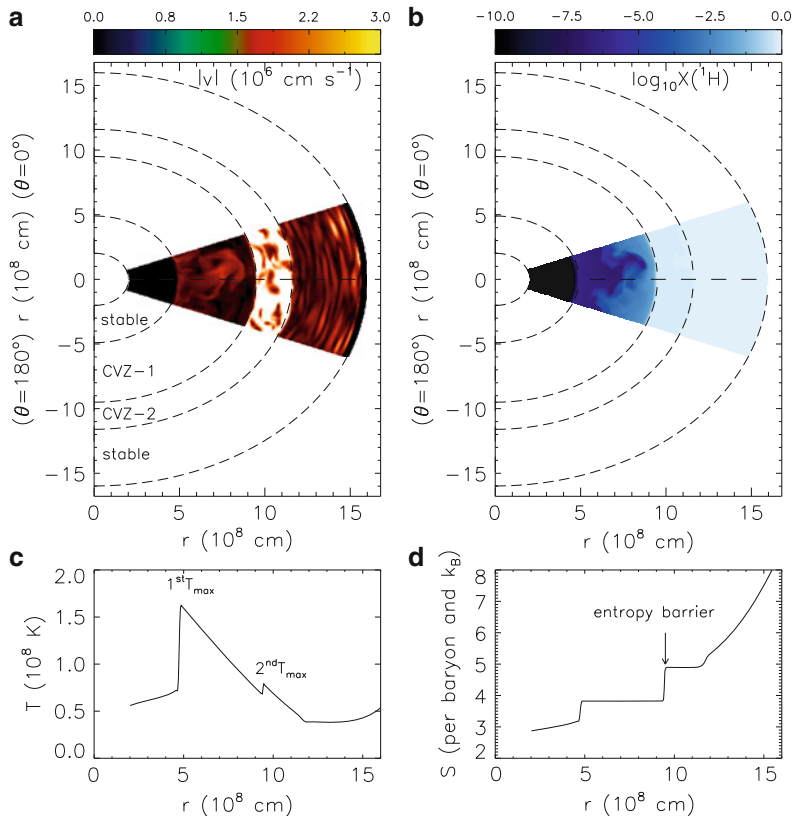 a
0.0 0.8 1.5 2.2 3.0
|v| (10⁶ cm s⁻¹)
(θ=180°) r (10⁸ cm) (θ=0°)
15
10
5
0
−5
−10
−15
stable
CVZ−1
CVZ−2
stable
0 5 10 15
r (10⁸ cm)
b
−10.0 −7.5 −5.0 −2.5 0.0
log₁₀X(¹H)
(θ=180°) r (10⁸ cm) (θ=0°)
15
10
5
0
−5
−10
−15
0 5 10 15
r (10⁸ cm)
c
T (10⁸ K)
2.0
1.5
1.0
0.5
0.0
1ˢᵗTₘₐₓ
2ⁿᵈTₘₐₓ
0 5 10 15
r (10⁸ cm)
d
S (per baryon and k_B)
8
7
6
5
4
3
2
entropy barrier
0 5 10 15
r (10⁸ cm)